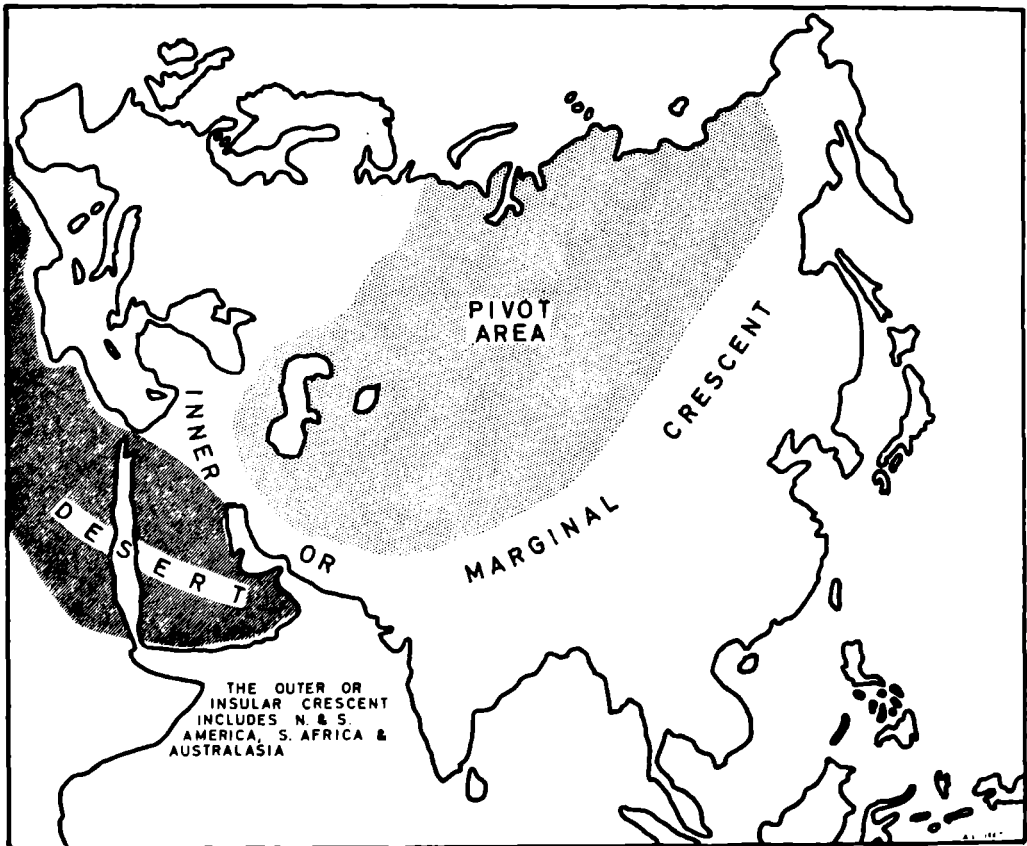 PIVOT
AREA
INNER
OR
MARGINAL
CRESCENT
DESERT
THE OUTER OR
INSULAR CRESCENT
INCLUDES N. & S.
AMERICA, S. AFRICA &
AUSTRALASIA